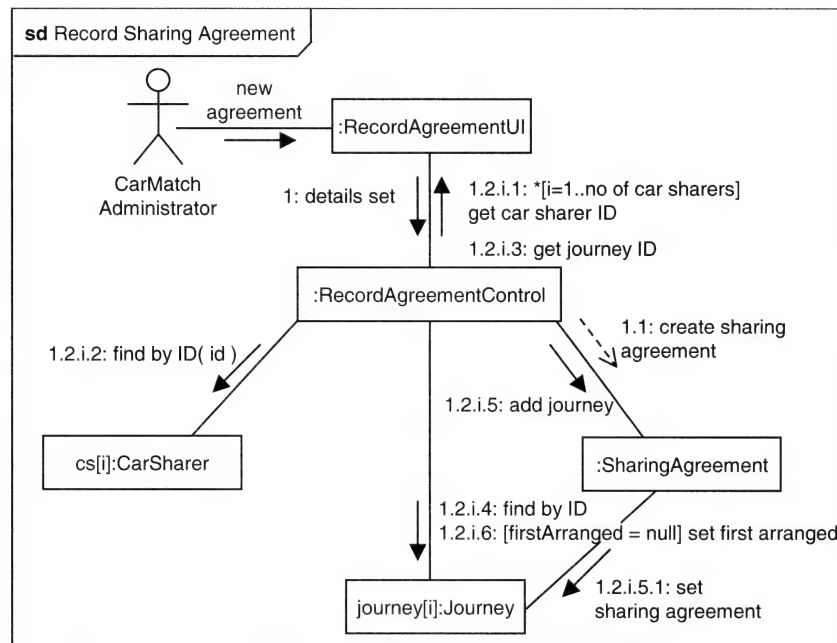 sd Record Sharing Agreement
new
agreement
:RecordAgreementUI
CarMatch
Administrator
1: details set
1.2.i.1: *[i=1..no of car sharers]
get car sharer ID
1.2.i.3: get journey ID
:RecordAgreementControl
1.1: create sharing
agreement
1.2.i.2: find by ID( id )
1.2.i.5: add journey
cs[i]:CarSharer
:SharingAgreement
1.2.i.4: find by ID
1.2.i.6: [firstArranged = null] set first arranged
journey[i]:Journey
1.2.i.5.1: set
sharing agreement